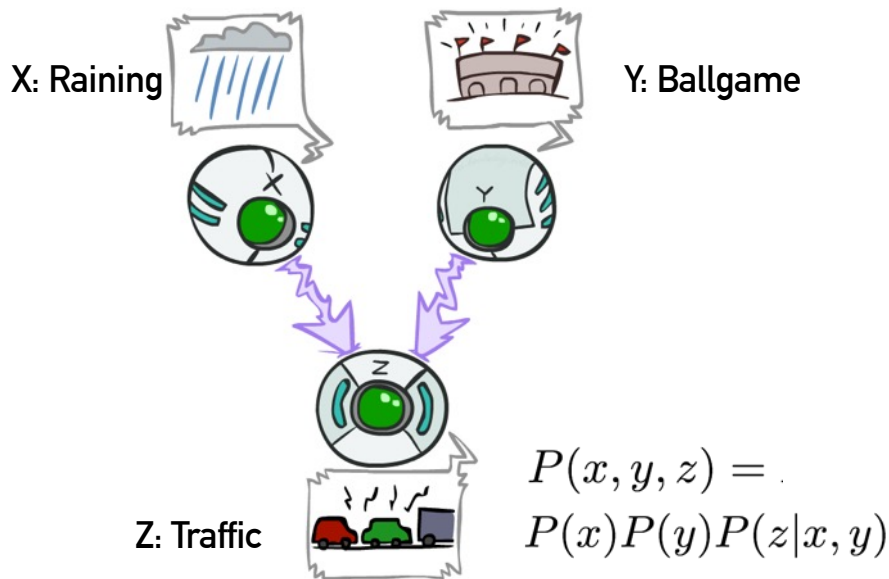 X: Raining
Y: Ballgame
X
Y
Z
Z: Traffic
P(x, y, z) = .
P(x)P(y)P(z|x, y)